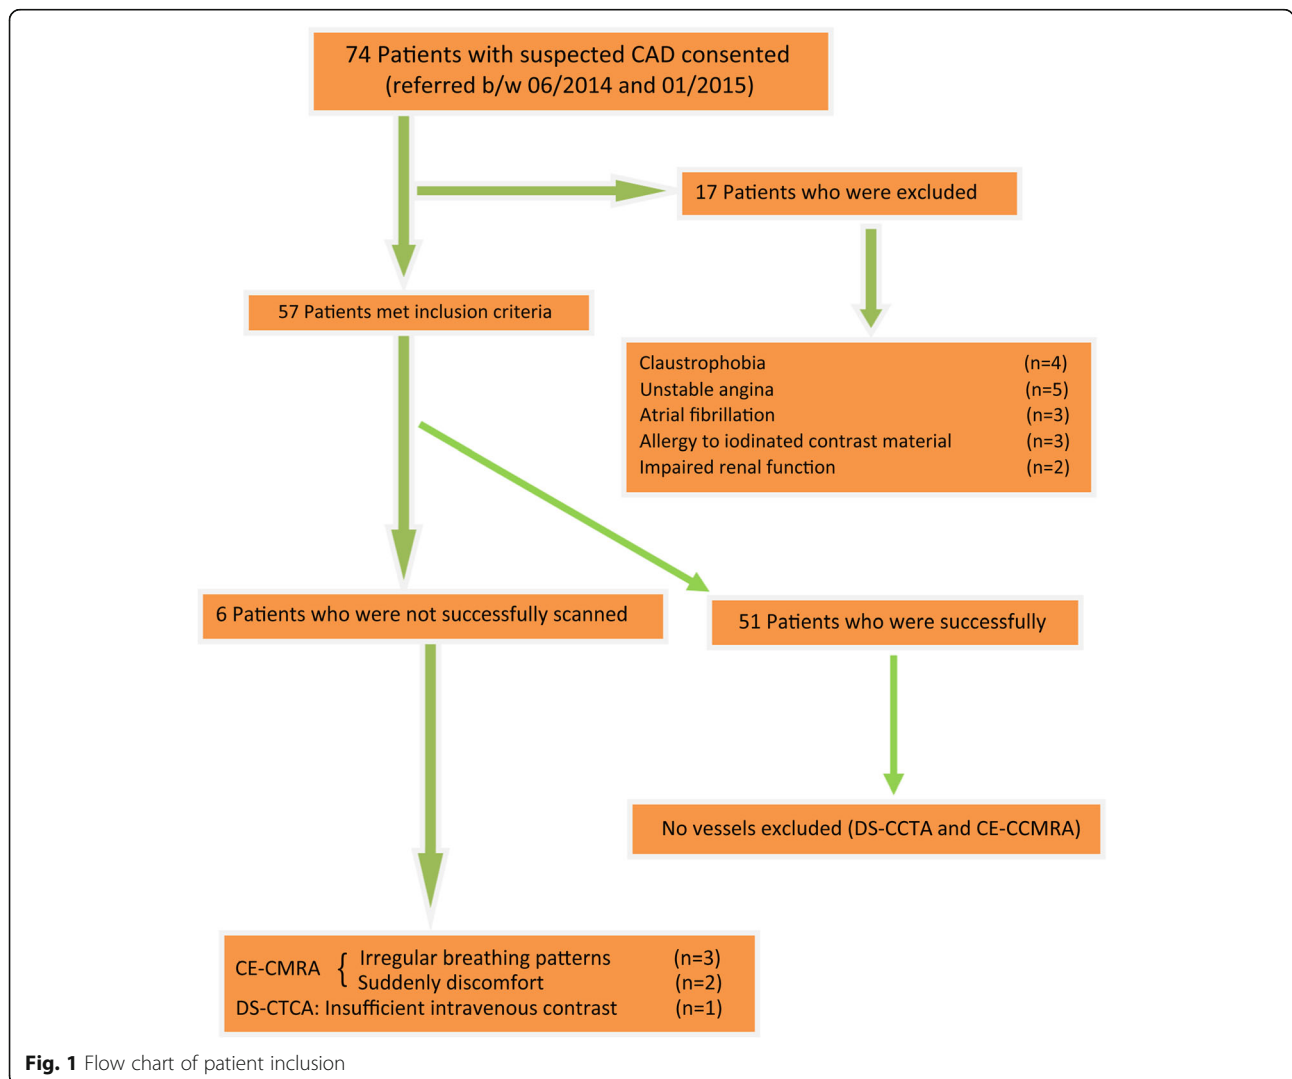 74 Patients with suspected CAD consented
(referred b/w 06/2014 and 01/2015)
17 Patients who were excluded
57 Patients met inclusion criteria
Claustrophobia (n=4)
Unstable angina (n=5)
Atrial fibrillation (n=3)
Allergy to iodinated contrast material (n=3)
Impaired renal function (n=2)
6 Patients who were not successfully scanned
51 Patients who were successfully
No vessels excluded (DS-CCTA and CE-CCMRA)
CE-CMRA { Irregular breathing patterns (n=3)
Suddenly discomfort (n=2)
DS-CTCA: Insufficient intravenous contrast (n=1)
Fig. 1 Flow chart of patient inclusion